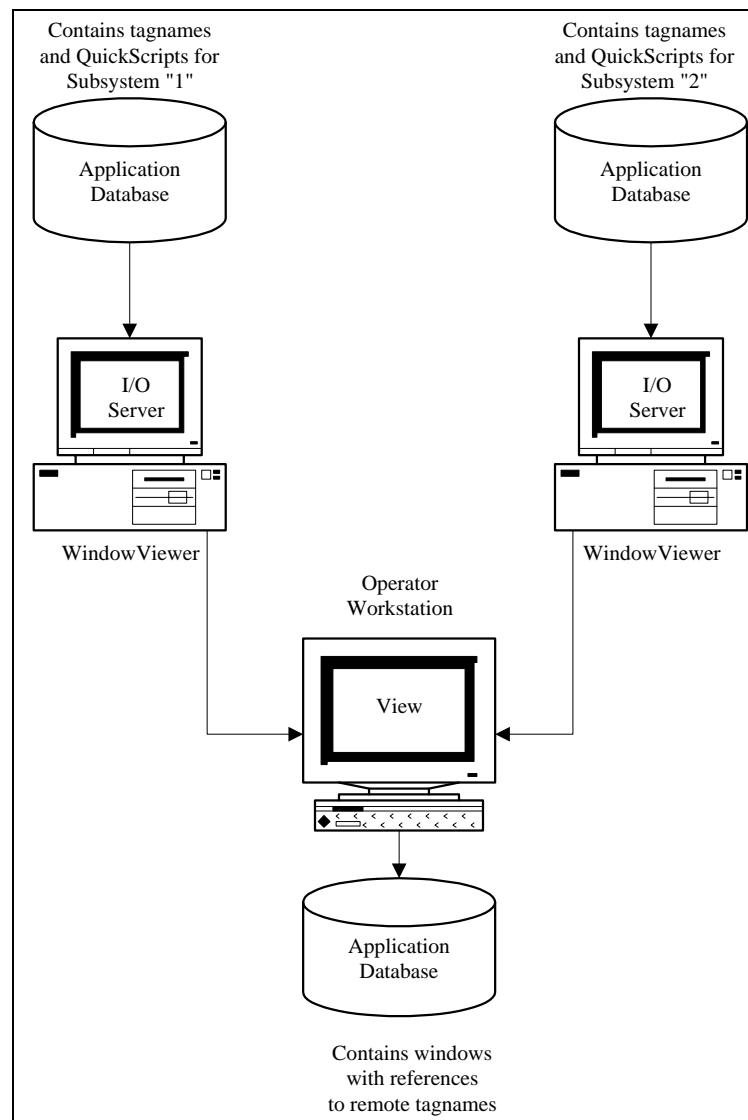 Contains tagnames
and QuickScripts for
Subsystem "1"
Application
Database
I/O
Server
WindowViewer
Contains tagnames
and QuickScripts for
Subsystem "2"
Application
Database
I/O
Server
WindowViewer
Operator
Workstation
View
Application
Database
Contains windows
with references
to remote tagnames